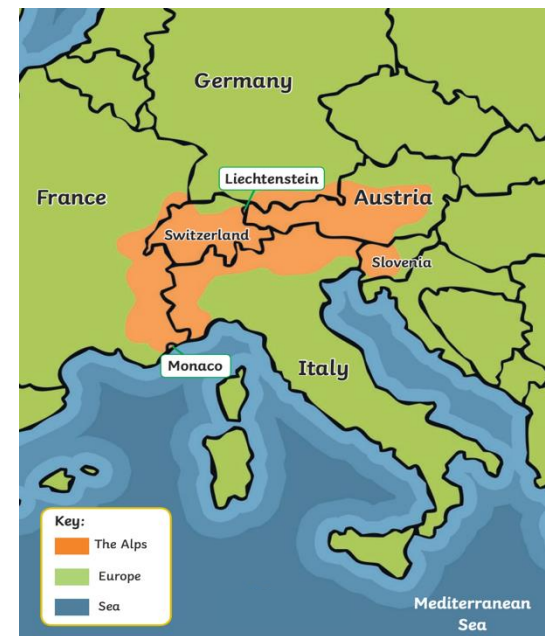 Germany
Liechtenstein
France
Austria
Switzerland
Slovenia
Monaco
Italy
Key:
The Alps
Europe
Sea
Mediterranean
Sea